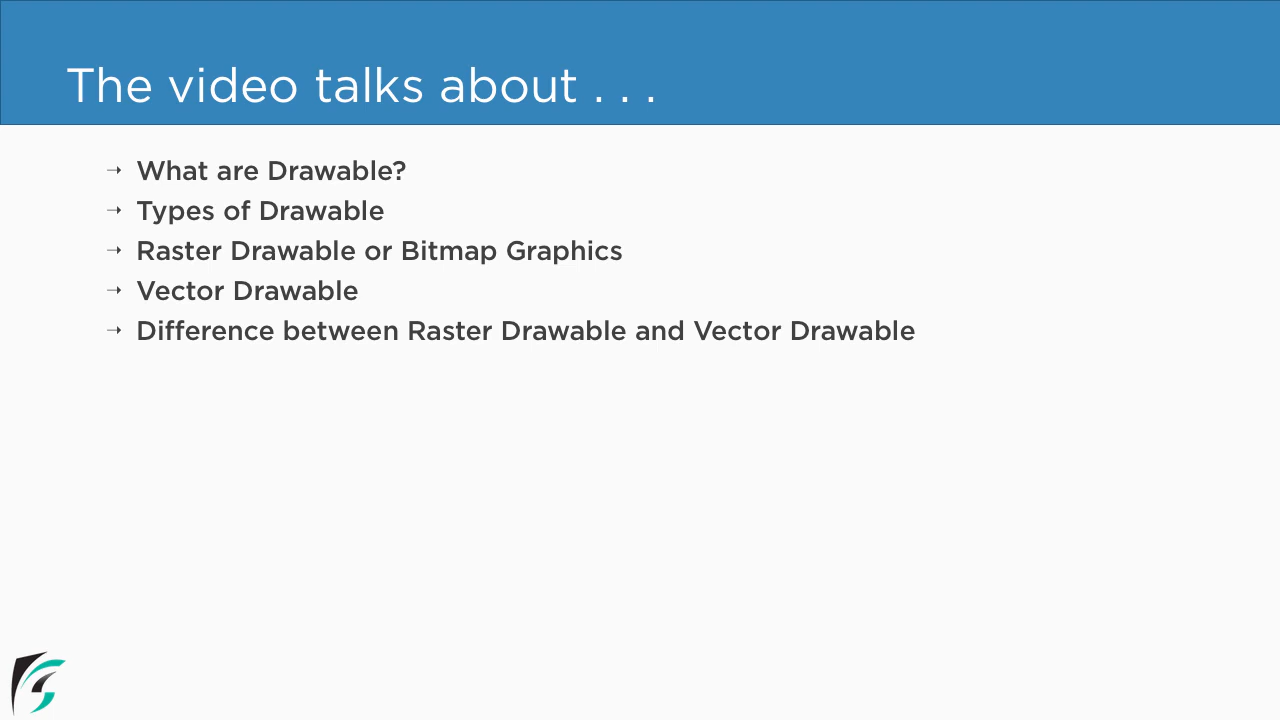 The video talks about . . .
→ What are Drawable?
→ Types of Drawable
→ Raster Drawable or Bitmap Graphics
→ Vector Drawable
→ Difference between Raster Drawable and Vector Drawable